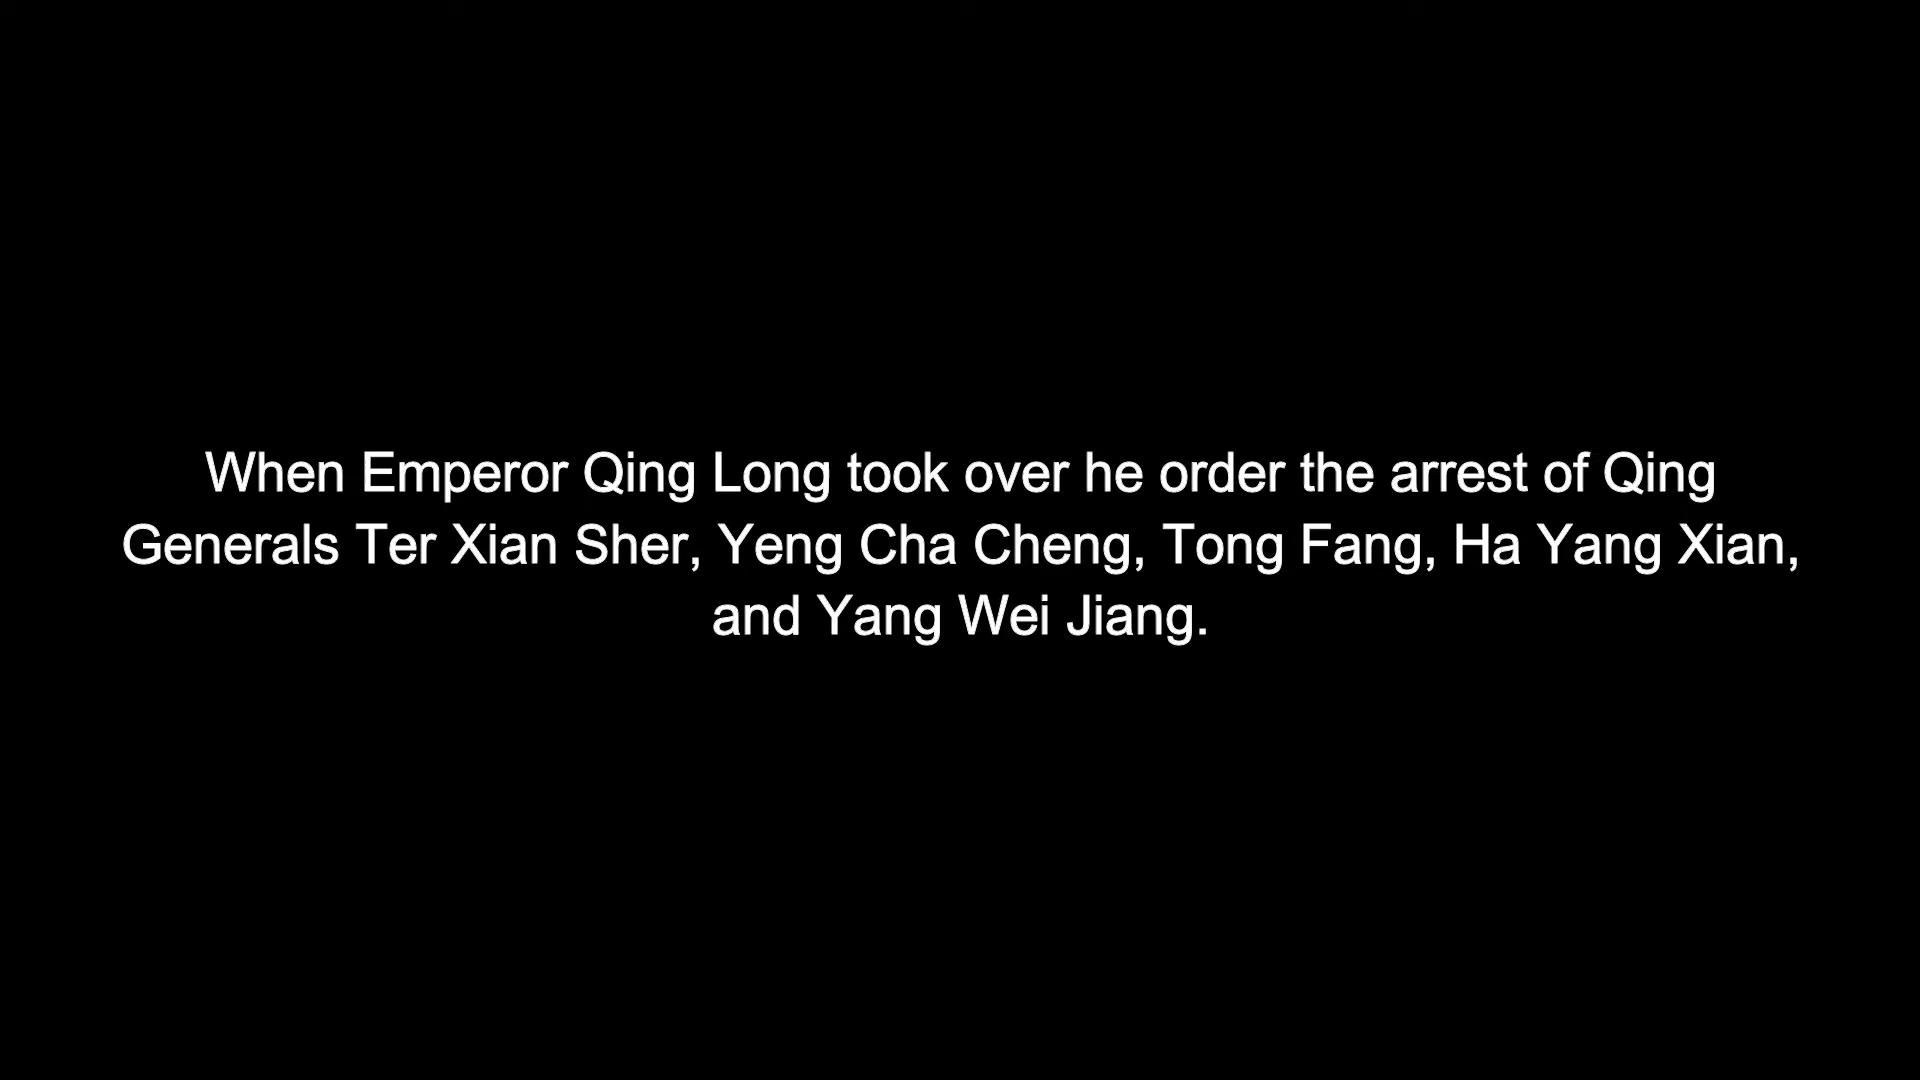 When Emperor Qing Long took over he order the arrest of Qing
Generals Ter Xian Sher, Yeng Cha Cheng, Tong Fang, Ha Yang Xian,
and Yang Wei Jiang.